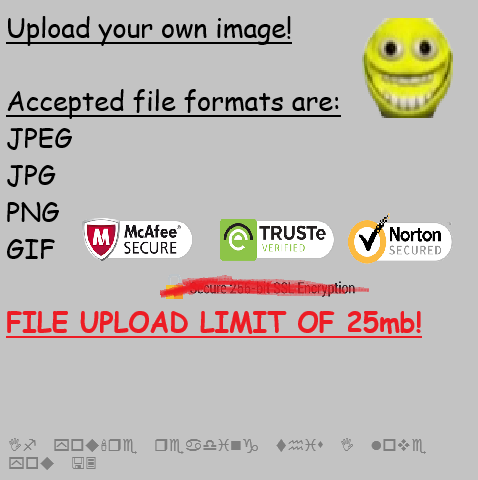 Upload your own image!
Accepted file formats are:
JPEG
JPG
PNG
GIF
McAfee®
SECURE
TRUSTe
VERIFIED
Norton
SECURED
Secure 256-bit SSL Encryption
FILE UPLOAD LIMIT OF 25mb!
✋♐ ⍓□◆🕯❒♏ ❒♏♋♎♓■♑ ⧫♒♓⬧ ✋ ●□❖♏
⍓□◆